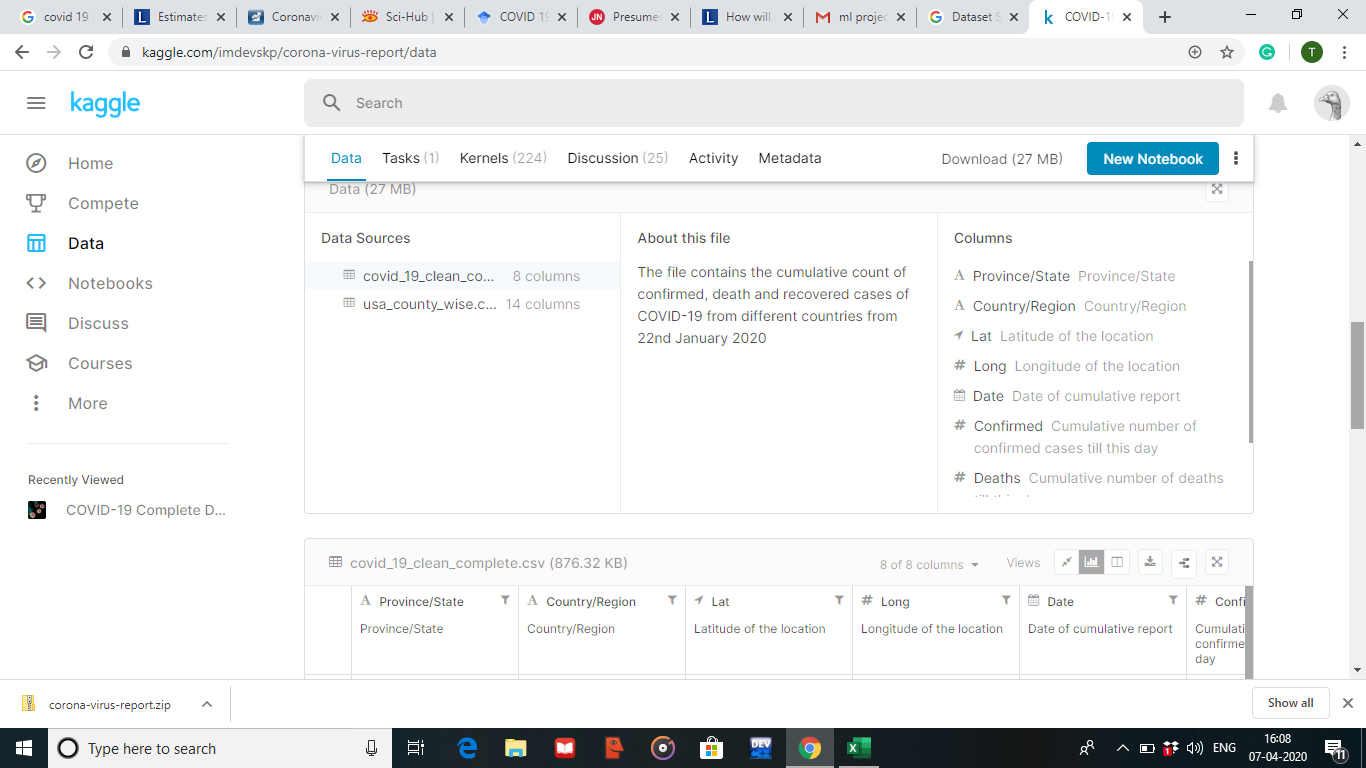 covid 19
Estimates
Coronavi
Sci-Hub |
COVID 19
Presume
How will
ml projec
Dataset S
COVID-19
kaggle.com/imdevskp/corona-virus-report/data
T
kaggle
Search
Home
Compete
Data
Notebooks
Discuss
Courses
More
Recently Viewed
COVID-19 Complete D...
Data Tasks (1) Kernels (224) Discussion (25) Activity Metadata Download (27 MB) New Notebook
Data (27 MB)
Data Sources
covid_19_clean_co... 8 columns
usa_county_wise.c... 14 columns
About this file
The file contains the cumulative count of
confirmed, death and recovered cases of
COVID-19 from different countries from
22nd January 2020
Columns
A Province/State Province/State
A Country/Region Country/Region
Lat Latitude of the location
# Long Longitude of the location
Date Date of cumulative report
# Confirmed Cumulative number of
confirmed cases till this day
# Deaths Cumulative number of deaths
covid_19_clean_complete.csv (876.32 KB) 8 of 8 columns Views
A Province/State A Country/Region Lat # Long Date # Confi
Province/State Country/Region Latitude of the location Longitude of the location Date of cumulative report Cumulati
confirme
day
corona-virus-report.zip
Show all
Type here to search
DEV
ENG
16:08
07-04-2020
11